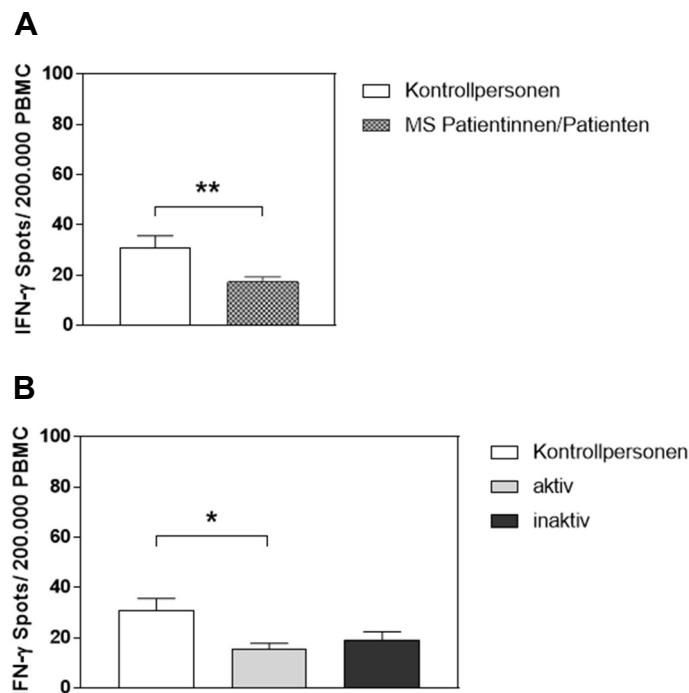 A
IFN-γ Spots/ 200.000 PBMC
100
80
60
40
20
0
**
Kontrollpersonen
MS Patientinnen/Patienten
B
FN-γ Spots/ 200.000 PBMC
100
80
60
40
20
0
*
Kontrollpersonen
aktiv
inaktiv